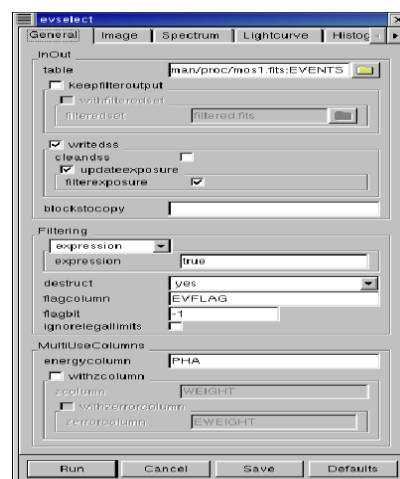 evselect
General Image Spectrum Lightcurve Histog
InOut
table man/proc/mos1.fits:EVENTS
keepfilteroutput
withfilteredset
filteredset filtered.fits
writedss
cleandss
updateexposure
filterexposure
blockstocopy
Filtering
expression
expression true
destruct yes
flagcolumn EVFLAG
flagbit -1
ignorelegallimits
MultiUseColumns
energycolumn PHA
withzcolumn
zcolumn WEIGHT
withzerrorcolumn
zerrorcolumn EWEIGHT
Run Cancel Save Defaults